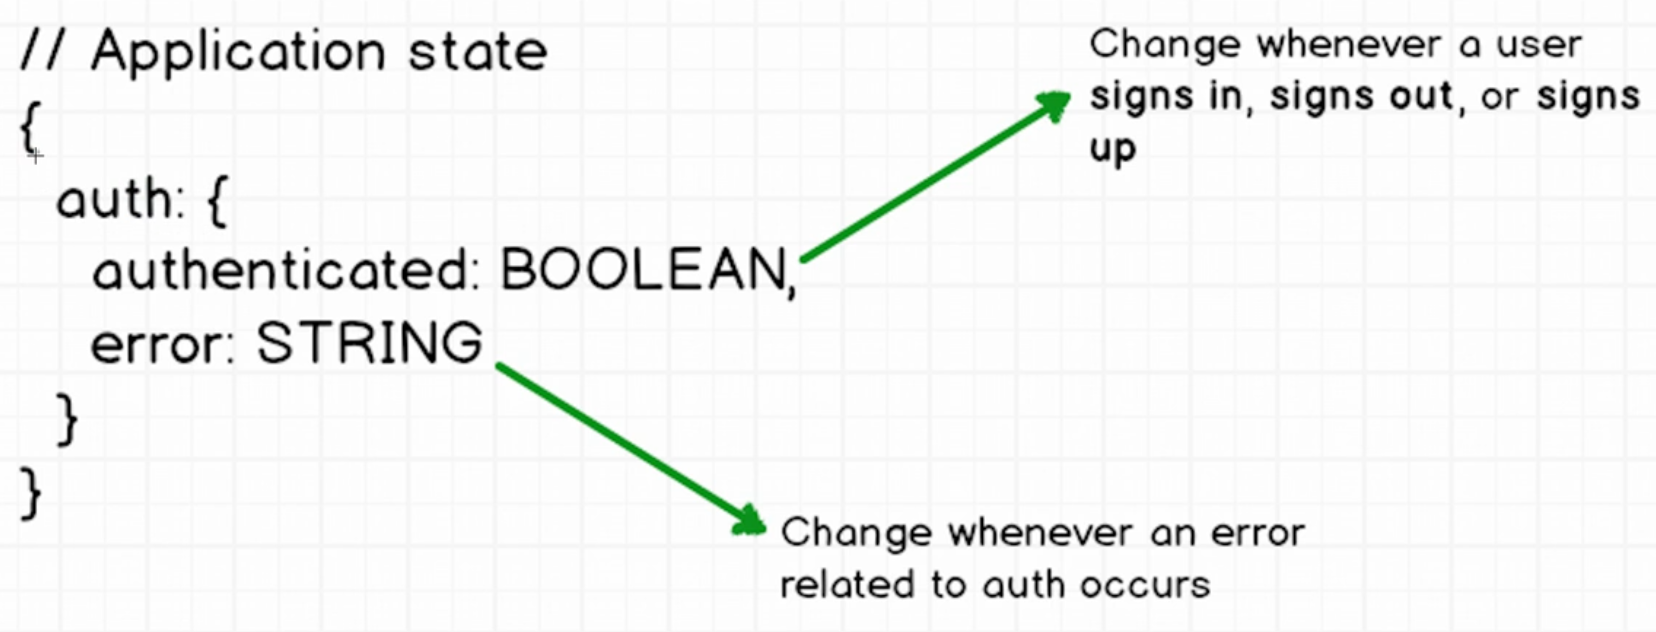 // Application state
{
auth: {
authenticated: BOOLEAN,
error: STRING
}
}
Change whenever a user
signs in, signs out, or signs
up
Change whenever an error
related to auth occurs